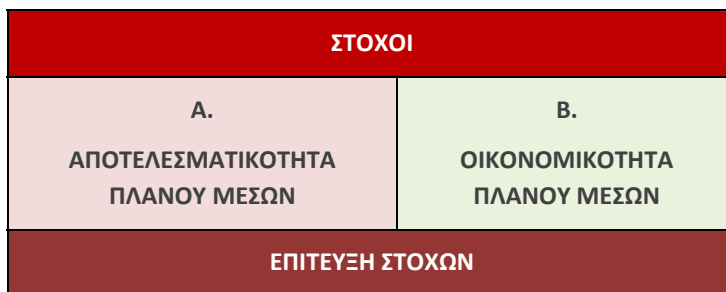 ΣΤΟΧΟΙ
Α.
ΑΠΟΤΕΛΕΣΜΑΤΙΚΟΤΗΤΑ
ΠΛΑΝΟΥ ΜΕΣΩΝ
Β.
ΟΙΚΟΝΟΜΙΚΟΤΗΤΑ
ΠΛΑΝΟΥ ΜΕΣΩΝ
ΕΠΙΤΕΥΞΗ ΣΤΟΧΩΝ